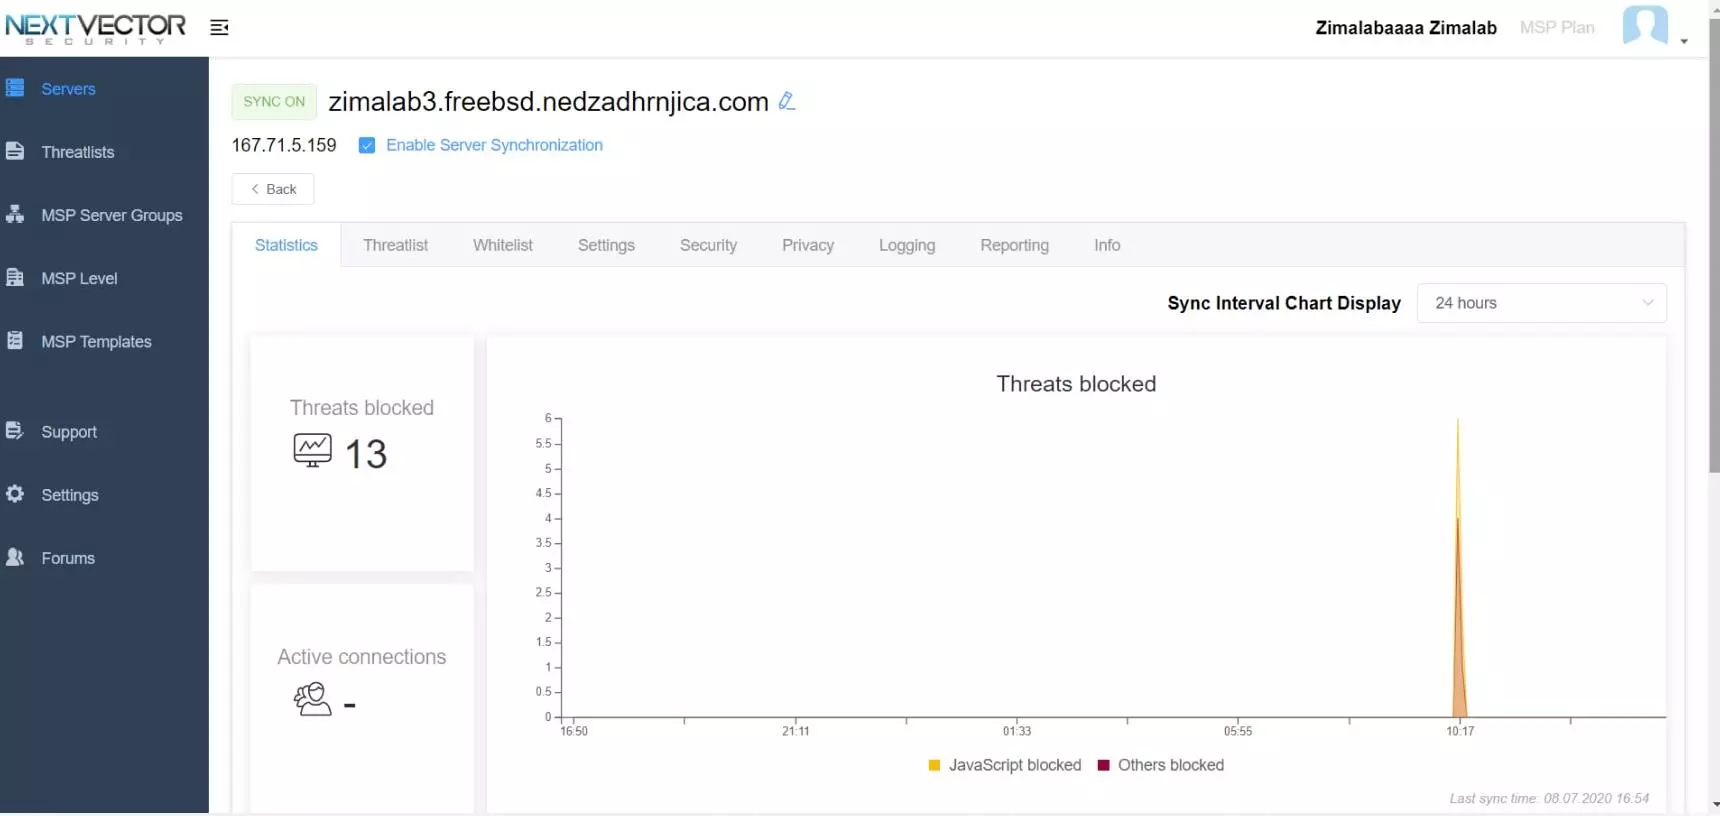 NEXTVECTOR
SECURITY
Zimalabaaaa Zimalab MSP Plan
Servers
Threatlists
MSP Server Groups
MSP Level
MSP Templates
Support
Settings
Forums
SYNC ON zimalab3.freebsd.nedzadhrnjica.com
167.71.5.159 Enable Server Synchronization
Back
Statistics Threatlist Whitelist Settings Security Privacy Logging Reporting Info
Sync Interval Chart Display 24 hours
Threats blocked
13
Active connections
-
Threats blocked
6
5.5
5
4.5
4
3.5
3
2.5
2
1.5
1
0.5
0
16:50 21:11 01:33 05:55 10:17
JavaScript blocked Others blocked
Last sync time: 08.07.2020 16:54